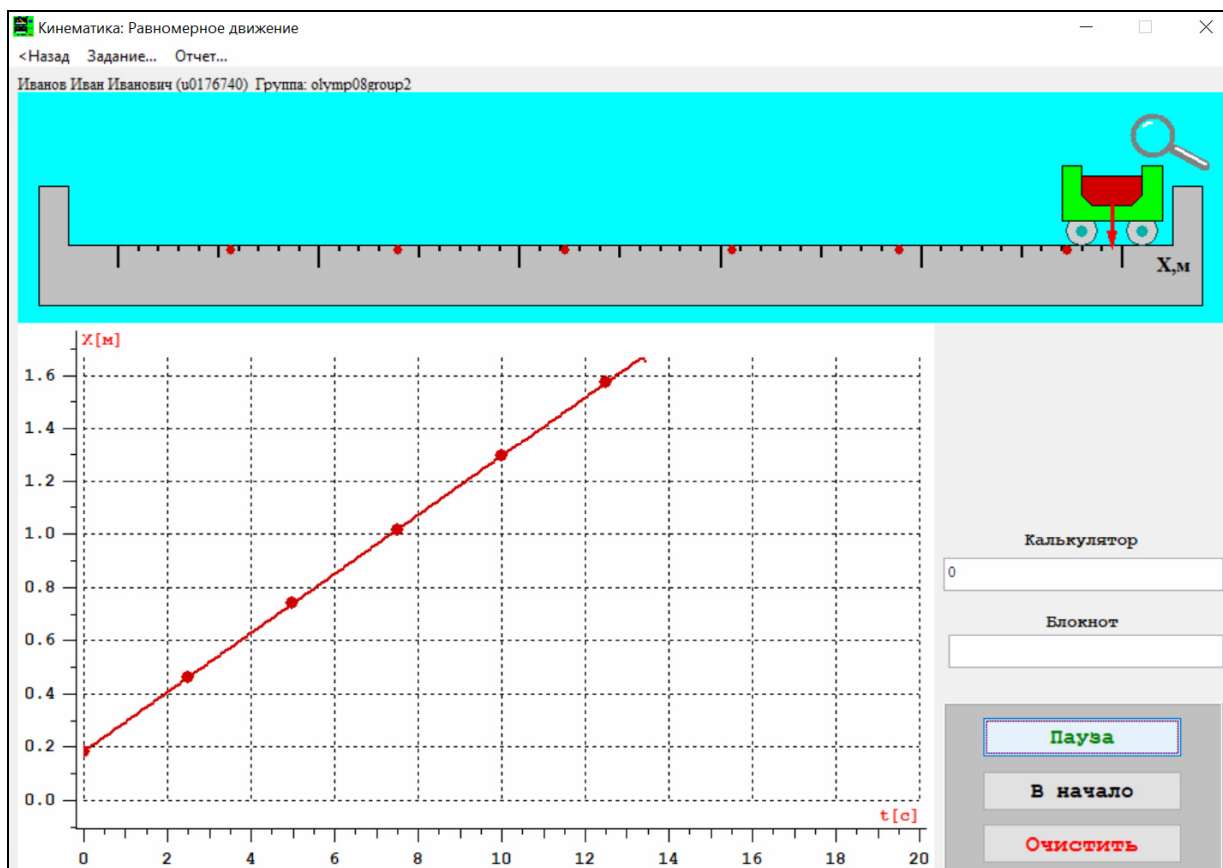 Кинематика: Равномерное движение
<Назад Задание... Отчет...
Иванов Иван Иванович (u0176740) Группа: olymp08group2
X,м
X[м]
1.6
1.4
1.2
1.0
0.8
0.6
0.4
0.2
0.0
t[с]
0 2 4 6 8 10 12 14 16 18 20
Калькулятор
0
Блокнот
Пауза
В начало
Очистить